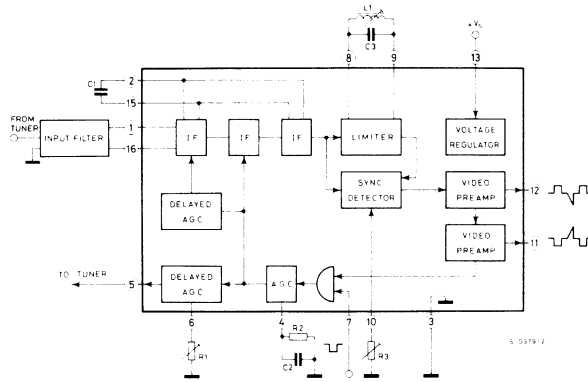 L1
C3
+VS
8
9
13
C1
2
15
FROM
TUNER
INPUT FILTER
1
16
IF
IF
IF
LIMITER
VOLTAGE
REGULATOR
DELAYED
A.G.C.
SYNC
DETECTOR
VIDEO
PREAMP
12
VIDEO
PREAMP
11
TO TUNER
5
DELAYED
AGC
A.G.C
6
4
7
10
3
R1
R2
C2
R3